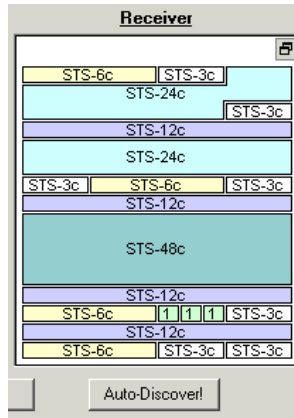 Receiver
STS-6c STS-3c
STS-24c
STS-3c
STS-12c
STS-24c
STS-3c STS-6c STS-3c
STS-12c
STS-48c
STS-12c
STS-6c 1 1 1 STS-3c
STS-12c
STS-6c STS-3c STS-3c
Auto-Discover!